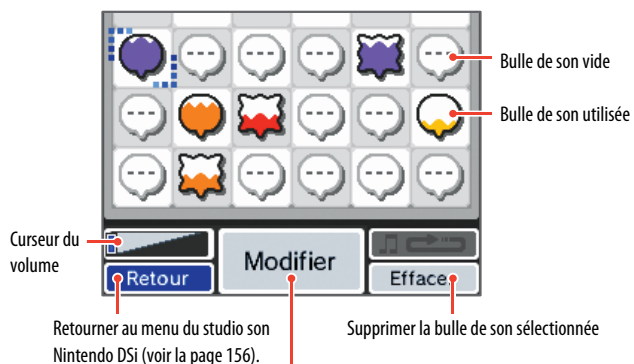 Bulle de son vide
Bulle de son utilisée
Curseur du
volume
Modifier
Retour
Efface
Retourner au menu du studio son
Nintendo DSi (voir la page 156).
Supprimer la bulle de son sélectionnée